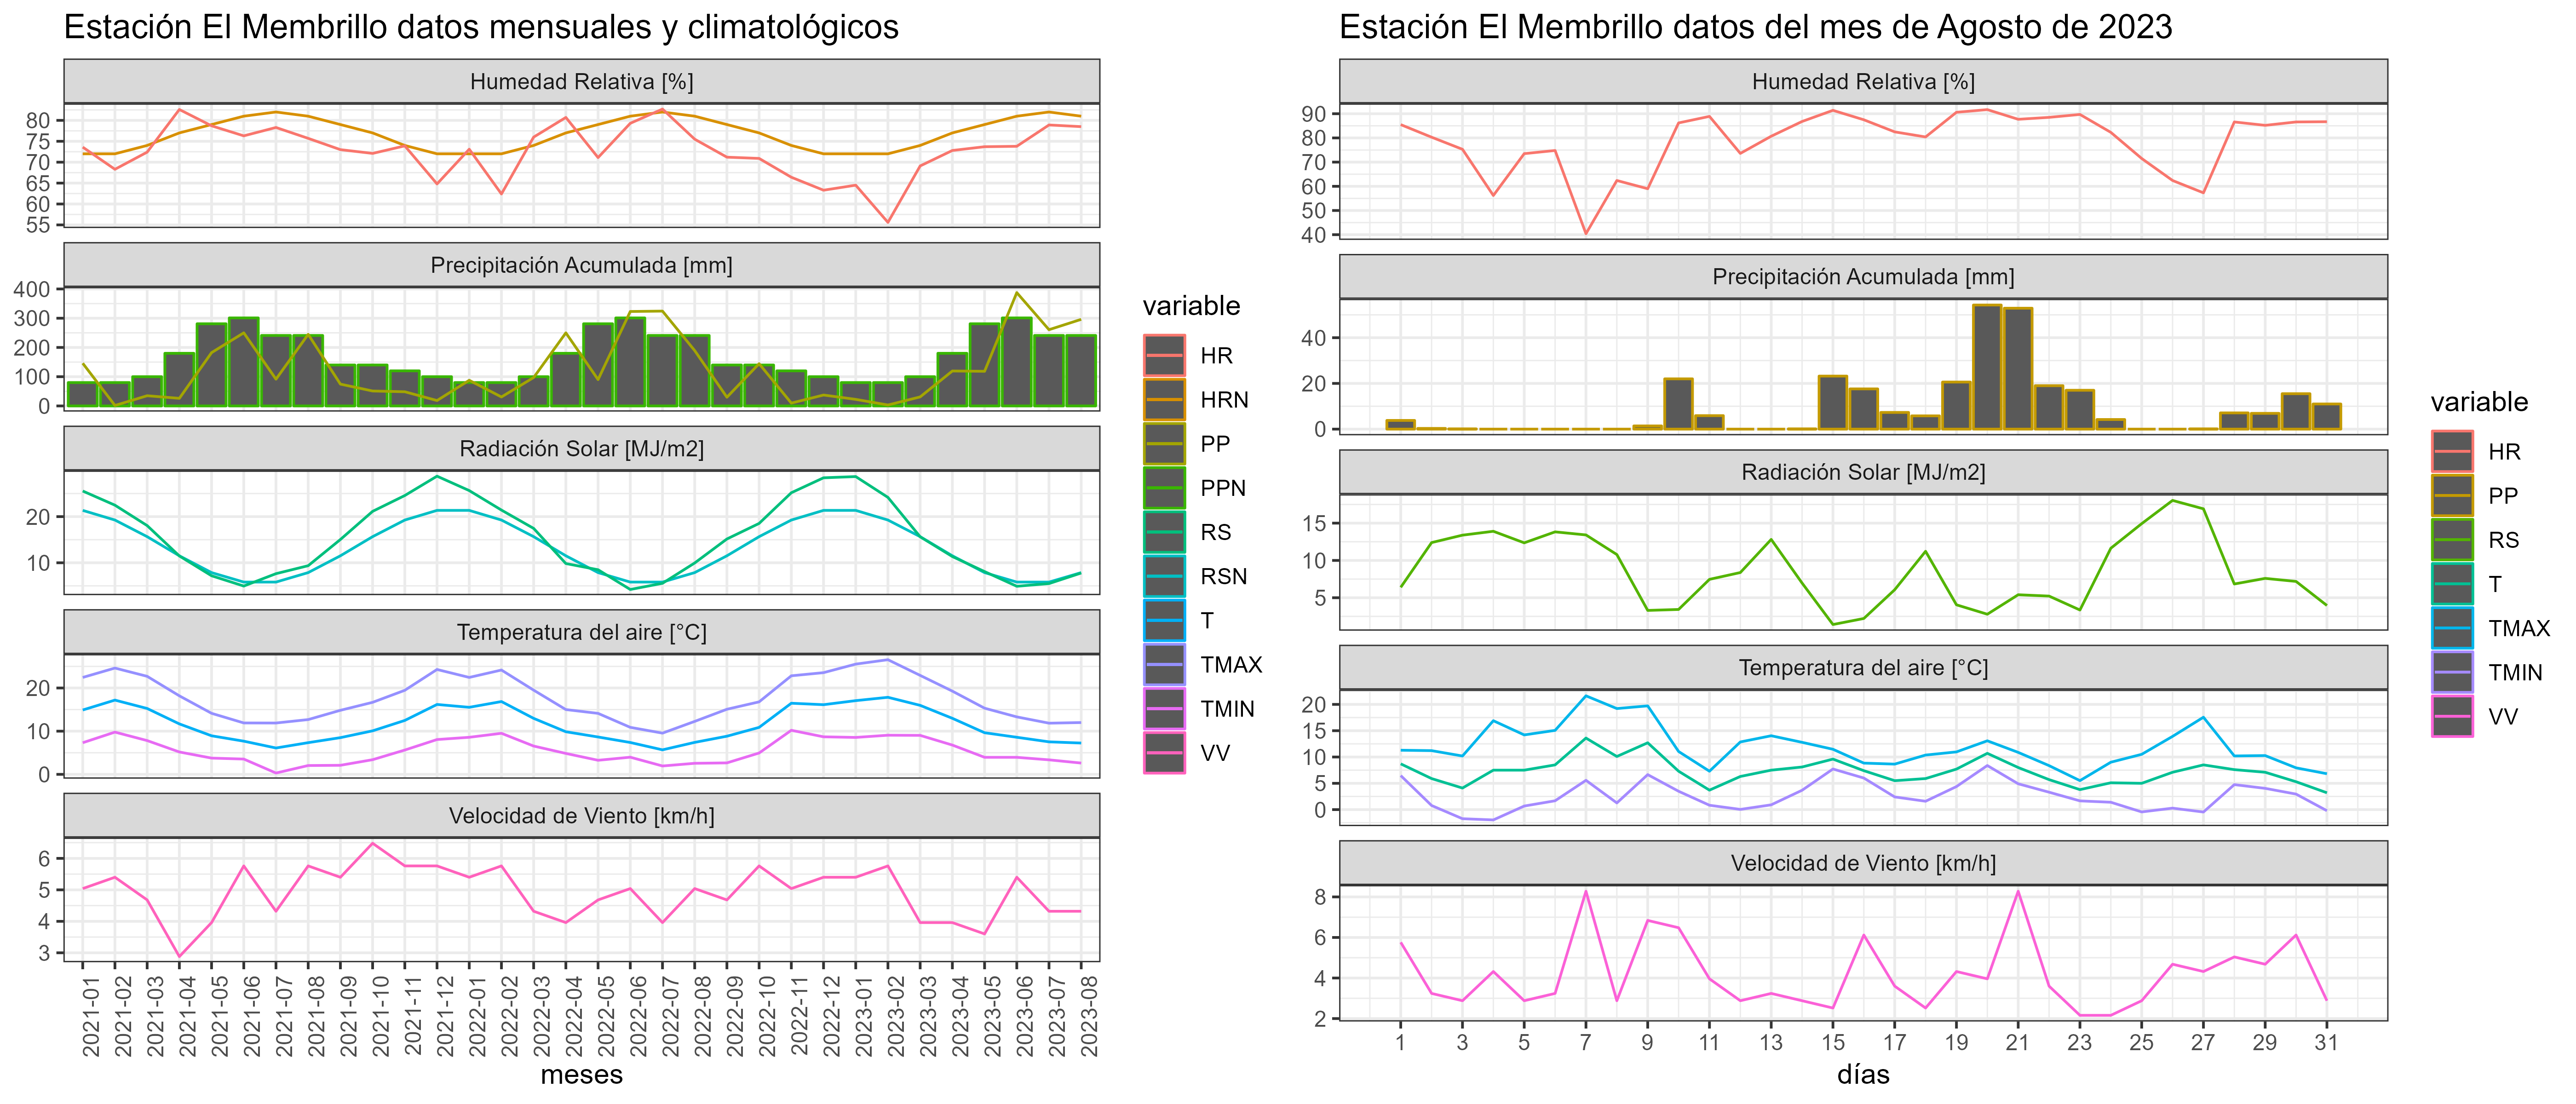 Estación El Membrillo datos mensuales y climatológicos
Humedad Relativa [%]
80
75
70
65
60
55
Precipitación Acumulada [mm]
400
300
200
100
0
Radiación Solar [MJ/m2]
20
10
Temperatura del aire [°C]
20
10
0
Velocidad de Viento [km/h]
6
5
4
3
2021-01
2021-02
2021-03
2021-04
2021-05
2021-06
2021-07
2021-08
2021-09
2021-10
2021-11
2021-12
2022-01
2022-02
2022-03
2022-04
2022-05
2022-06
2022-07
2022-08
2022-09
2022-10
2022-11
2022-12
2023-01
2023-02
2023-03
2023-04
2023-05
2023-06
2023-07
2023-08
meses
variable
HR
HRN
PP
PPN
RS
RSN
T
TMAX
TMIN
VV
Estación El Membrillo datos del mes de Agosto de 2023
Humedad Relativa [%]
90
80
70
60
50
40
Precipitación Acumulada [mm]
40
20
0
Radiación Solar [MJ/m2]
15
10
5
Temperatura del aire [°C]
20
15
10
5
0
Velocidad de Viento [km/h]
8
6
4
2
1 3 5 7 9 11 13 15 17 19 21 23 25 27 29 31
días
variable
HR
PP
RS
T
TMAX
TMIN
VV